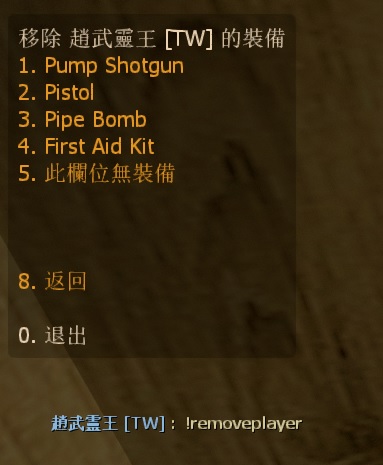 移除 趙武靈王 [TW] 的裝備
1. Pump Shotgun
2. Pistol
3. Pipe Bomb
4. First Aid Kit
5. 此欄位無裝備
8. 返回
0. 退出
趙武靈王 [TW] : !removeplayer